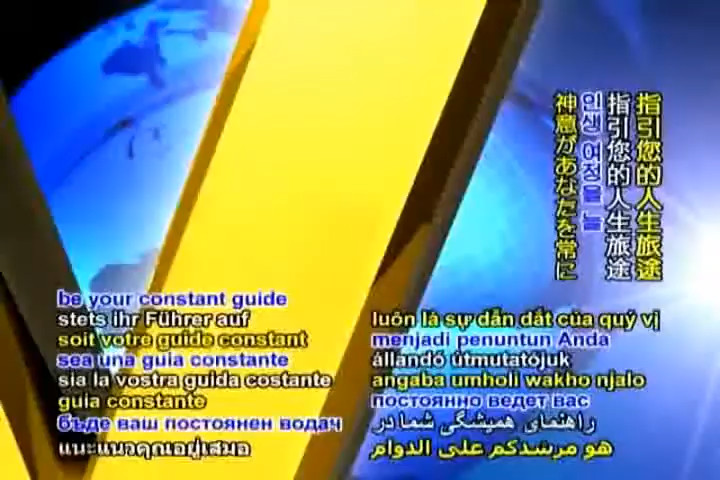 be your constant guide
stets ihr Führer auf
soit votre guide constant
sea una guia constante
sia la vostra guida costante
guia constante
бъде ваш постоянен водач
แนะแนวคุณอยู่เสมอ
luôn là sự dẫn dắt của quý vị
menjadi penuntun Anda
állandó útmutatójuk
angaba umholi wakho njalo
постоянно ведет вас
راهنمای همیشگی شما در
هو مرشدكم على الدوام
指引您的人生旅途
指引您的人生旅途
인생 여정을 늘
神意があなたを常に